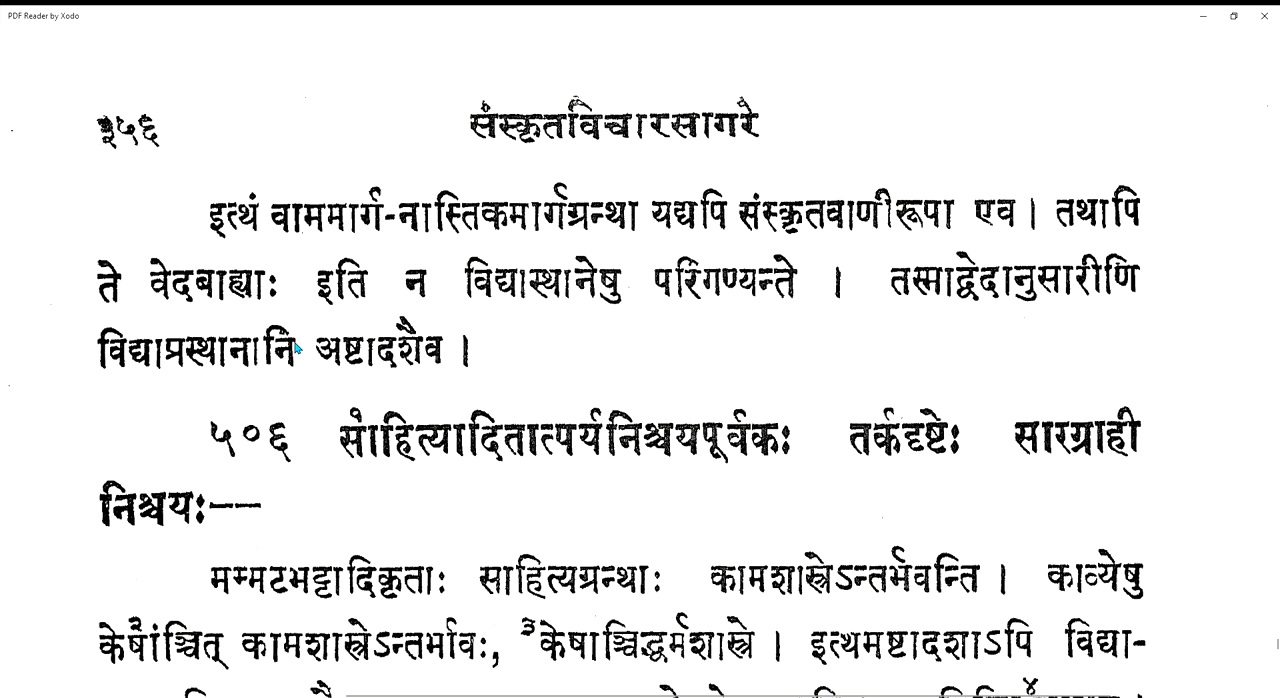 PDF Reader by Xodo
३५६ संस्कृतविचारसागरे
इत्थं वाममार्ग-नास्तिकमार्गग्रन्था यद्यपि संस्कृतवाणीरूपा एव । तथापि
ते वेदबाह्याः इति न विद्यास्थानेषु परिगण्यन्ते । तस्माद्वेदानुसारीणि
विद्याप्रस्थानानि अष्टादशैव ।
५०६ साहित्यादितात्पर्यनिश्चयपूर्वकः तर्कदृष्टेः सारग्राही
निश्चयः--
मम्मटभट्टादिकृताः साहित्यग्रन्थाः कामशास्त्रेऽन्तर्भवन्ति । काव्येषु
केषांञ्चित् कामशास्त्रेऽन्तर्भावः, ३केषाञ्चिद्धर्मशास्त्रे । इत्थमष्टादशाऽपि विद्या-